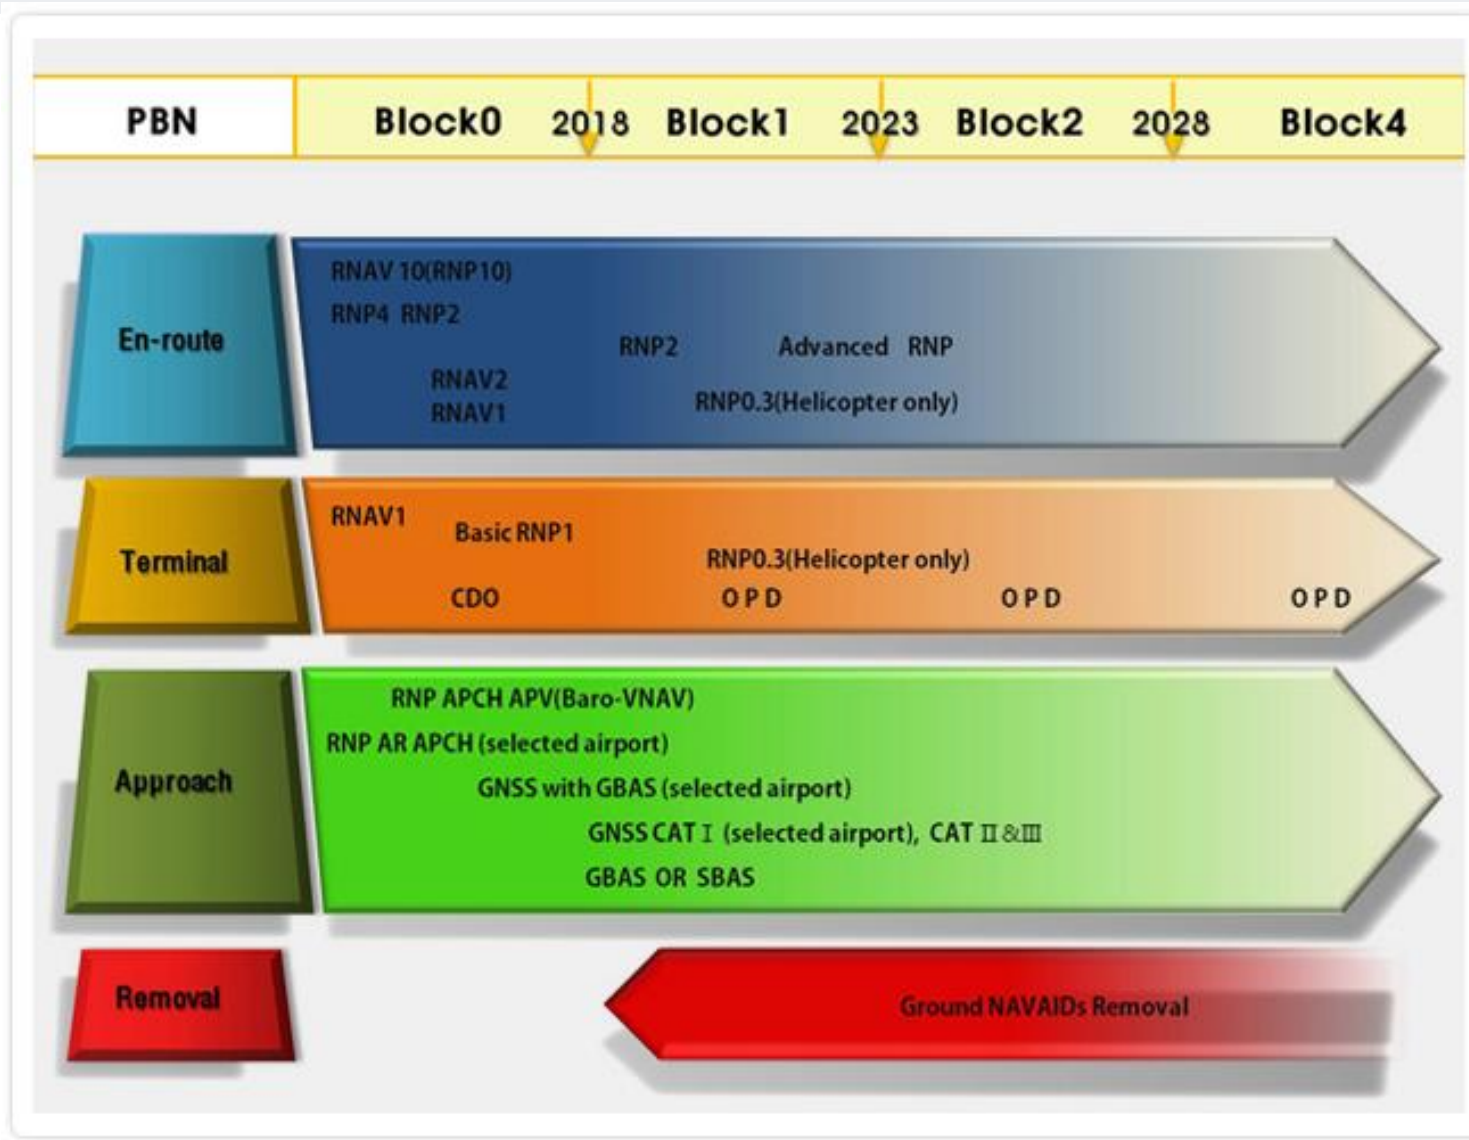 PBN Block0 2018 Block1 2023 Block2 2028 Block4
En-route
RNAV 10(RNP10)
RNP4 RNP2
RNP2 Advanced RNP
RNAV2
RNP0.3(Helicopter only)
RNAV1
Terminal
RNAV1
Basic RNP1
RNP0.3(Helicopter only)
CDO O P D O P D O P D
Approach
RNP APCH APV(Baro-VNAV)
RNP AR APCH (selected airport)
GNSS with GBAS (selected airport)
GNSS CAT Ⅰ (selected airport), CAT Ⅱ&Ⅲ
GBAS OR SBAS
Removal
Ground NAVAIDs Removal